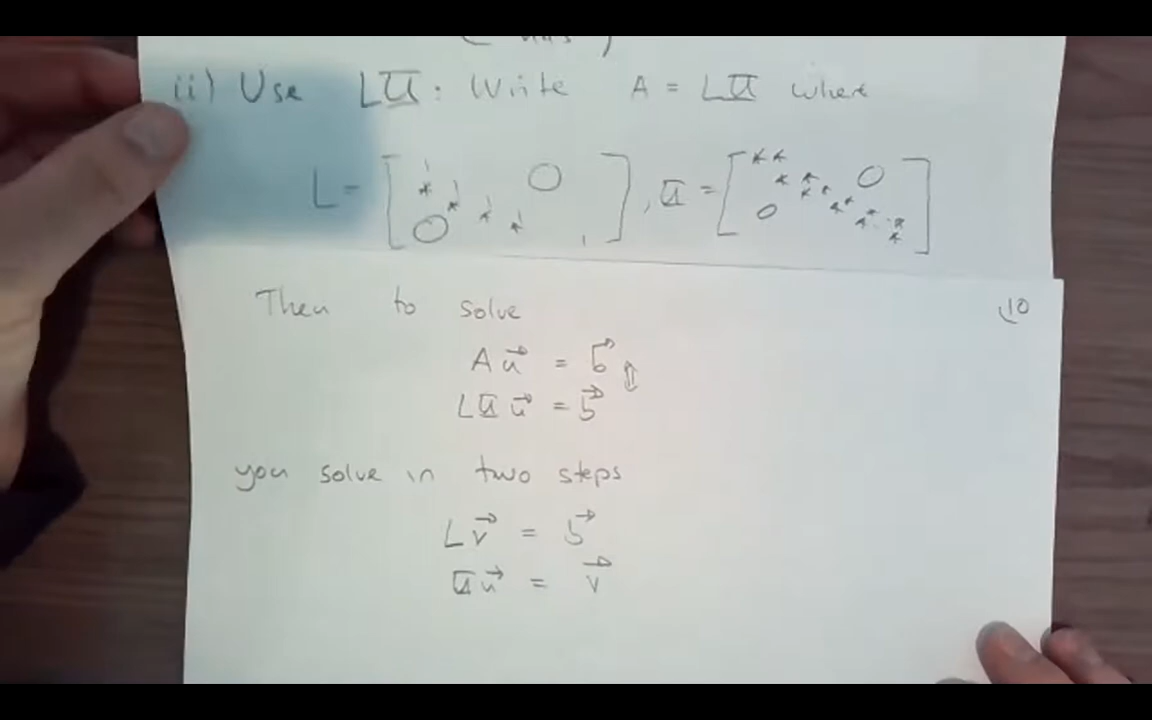 ii) Use LU: Write A = LU where
L = [ 1 * 1 * 1 * 1 * 1 0 0 ], U = [ * * * * * * * * * * * * 0 0 ]
Then to solve
10
A u⃗ = b⃗ ⇕
L U u⃗ = b⃗
you solve in two steps
L v⃗ = b⃗
U u⃗ = v⃗